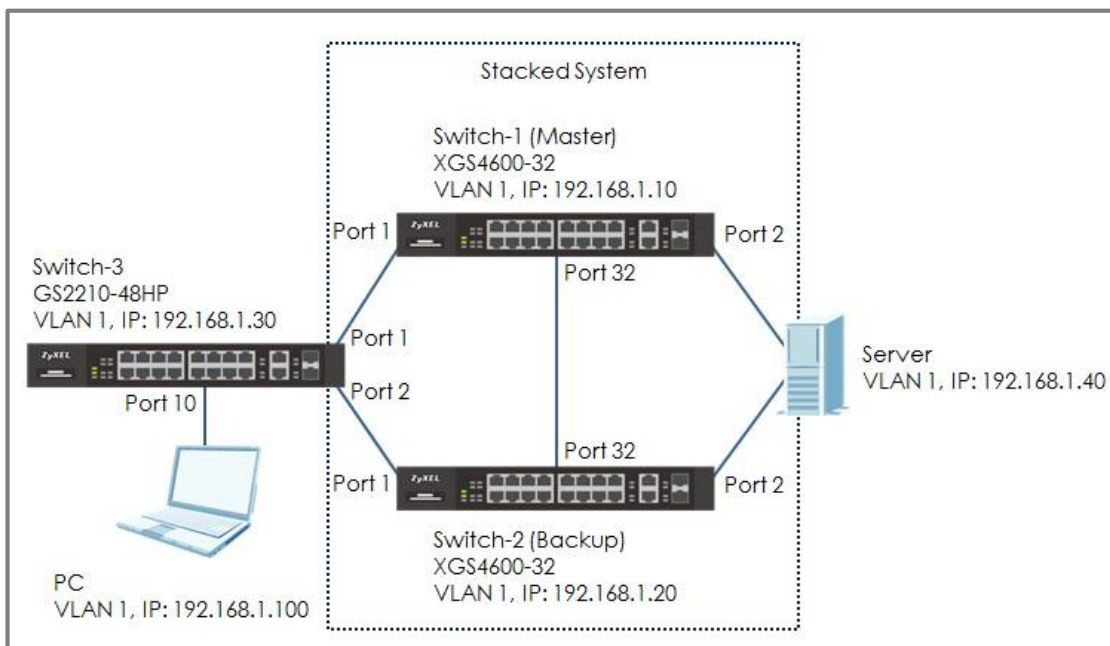 Stacked System
Switch-1 (Master)
XGS4600-32
VLAN 1, IP: 192.168.1.10
Port 1
ZyXEL
Port 2
Port 32
Switch-3
GS2210-48HP
VLAN 1, IP: 192.168.1.30
ZyXEL
Port 1
Port 2
Port 10
Server
VLAN 1, IP: 192.168.1.40
Port 32
Port 1
ZyXEL
Port 2
Switch-2 (Backup)
XGS4600-32
VLAN 1, IP: 192.168.1.20
PC
VLAN 1, IP: 192.168.1.100